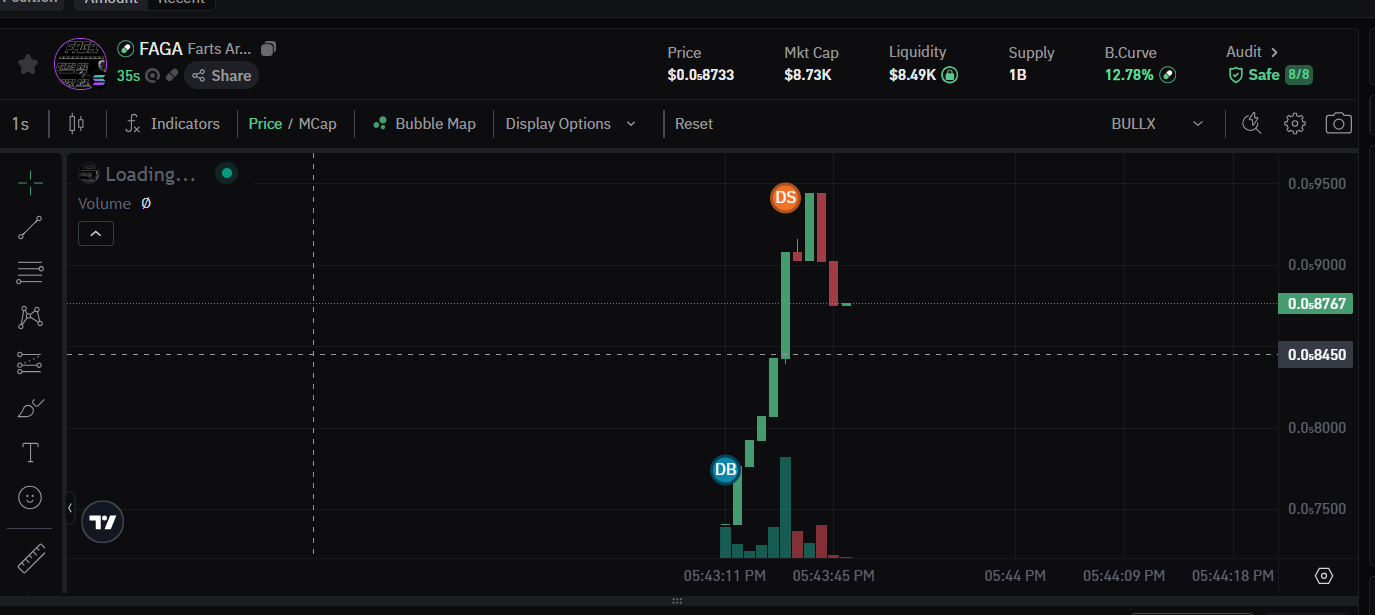 Position Amount Recent
FAGA Farts Ar...
35s Share
Price Mkt Cap Liquidity Supply B.Curve Audit
$0.0₅8733 $8.73K $8.49K 1B 12.78% Safe 8/8
1s Indicators Price / MCap Bubble Map Display Options Reset BULLX
Loading...
Volume Ø
DS
DB
0.0₅9500
0.0₅9000
0.0₅8767
0.0₅8450
0.0₅8000
0.0₅7500
05:43:11 PM 05:43:45 PM 05:44 PM 05:44:09 PM 05:44:18 PM